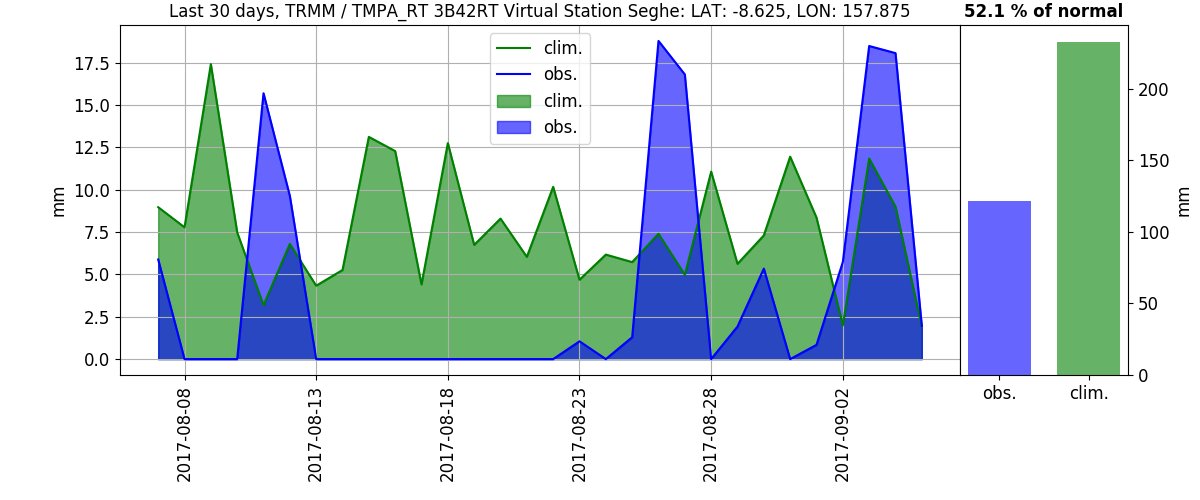 Last 30 days, TRMM / TMPA_RT 3B42RT Virtual Station Seghe: LAT: -8.625, LON: 157.875
52.1 % of normal
clim.
obs.
clim.
obs.
17.5
15.0
12.5
10.0
7.5
5.0
2.5
0.0
mm
2017-08-08
2017-08-13
2017-08-18
2017-08-23
2017-08-28
2017-09-02
200
150
100
50
0
mm
obs.
clim.